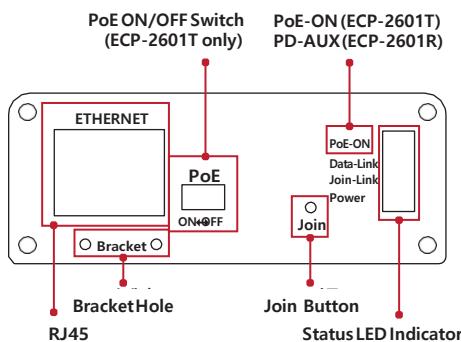 PoE ON/OFF Switch
(ECP-2601T only)
PoE-ON (ECP-2601T)
PD-AUX (ECP-2601R)
ETHERNET
PoE
ON↔OFF
PoE-ON
Data-Link
Join-Link
Power
Join
Bracket
Bracket Hole
Join Button
RJ45
Status LED Indicator